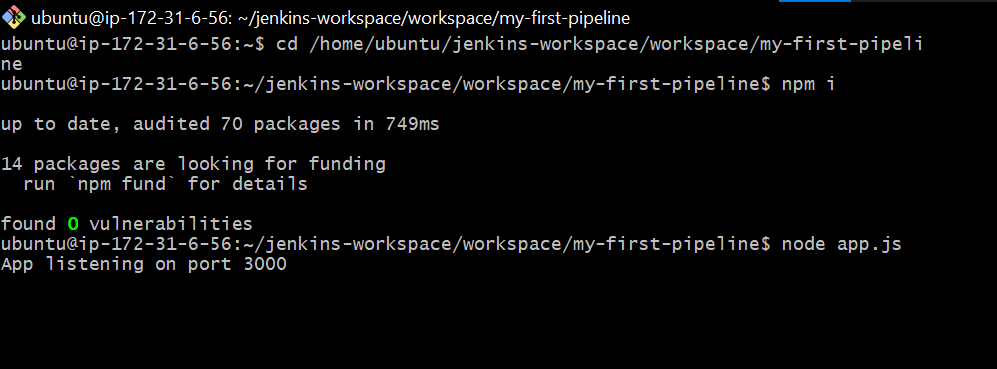 ubuntu@ip-172-31-6-56: ~/jenkins-workspace/workspace/my-first-pipeline
ubuntu@ip-172-31-6-56:~$ cd /home/ubuntu/jenkins-workspace/workspace/my-first-pipeli
ne
ubuntu@ip-172-31-6-56:~/jenkins-workspace/workspace/my-first-pipeline$ npm i
up to date, audited 70 packages in 749ms
14 packages are looking for funding
  run `npm fund` for details
found 0 vulnerabilities
ubuntu@ip-172-31-6-56:~/jenkins-workspace/workspace/my-first-pipeline$ node app.js
App listening on port 3000